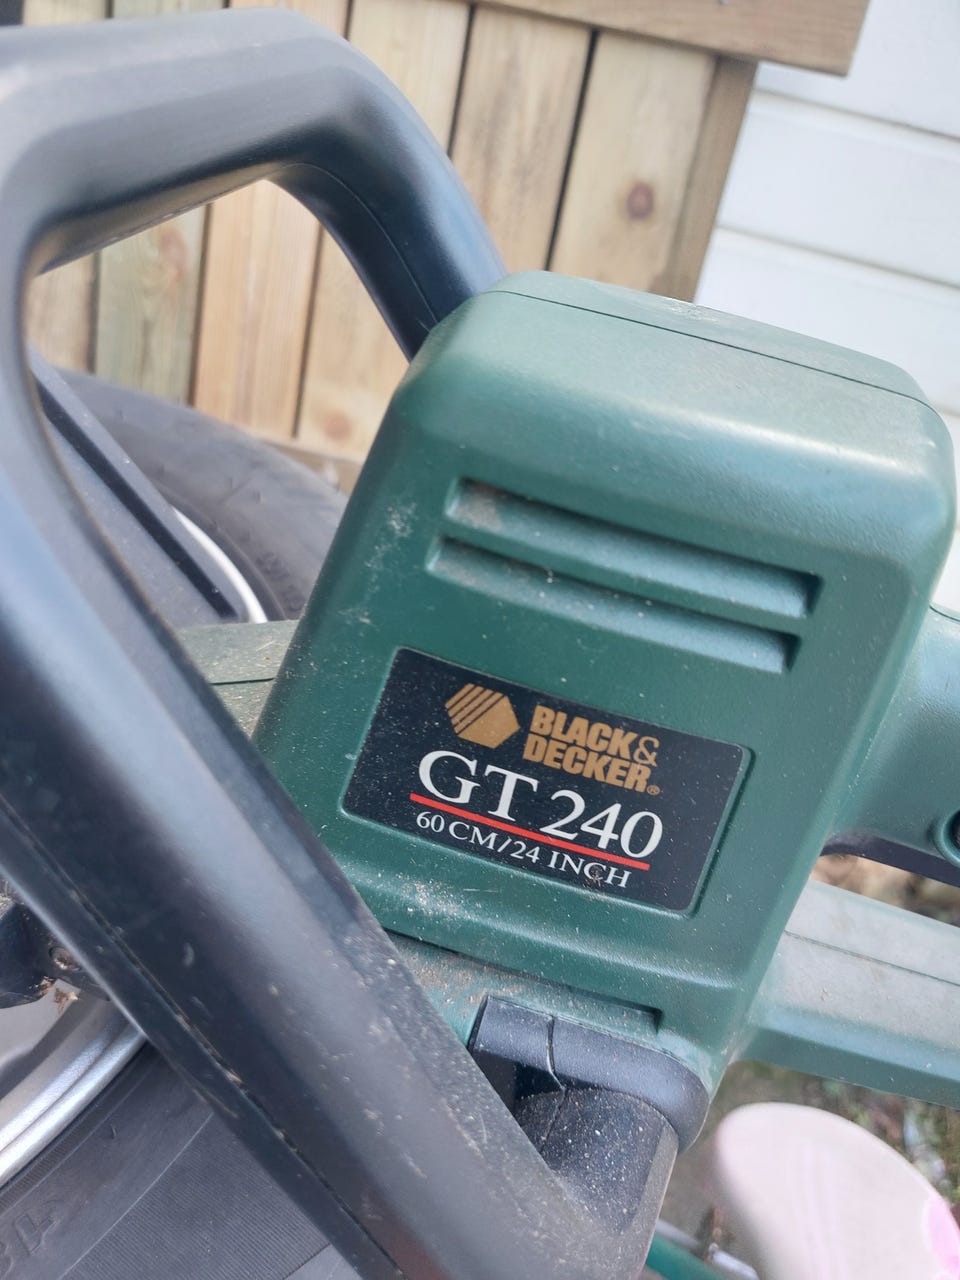 BLACK&
DECKER®
GT 240
60 CM/24 INCH